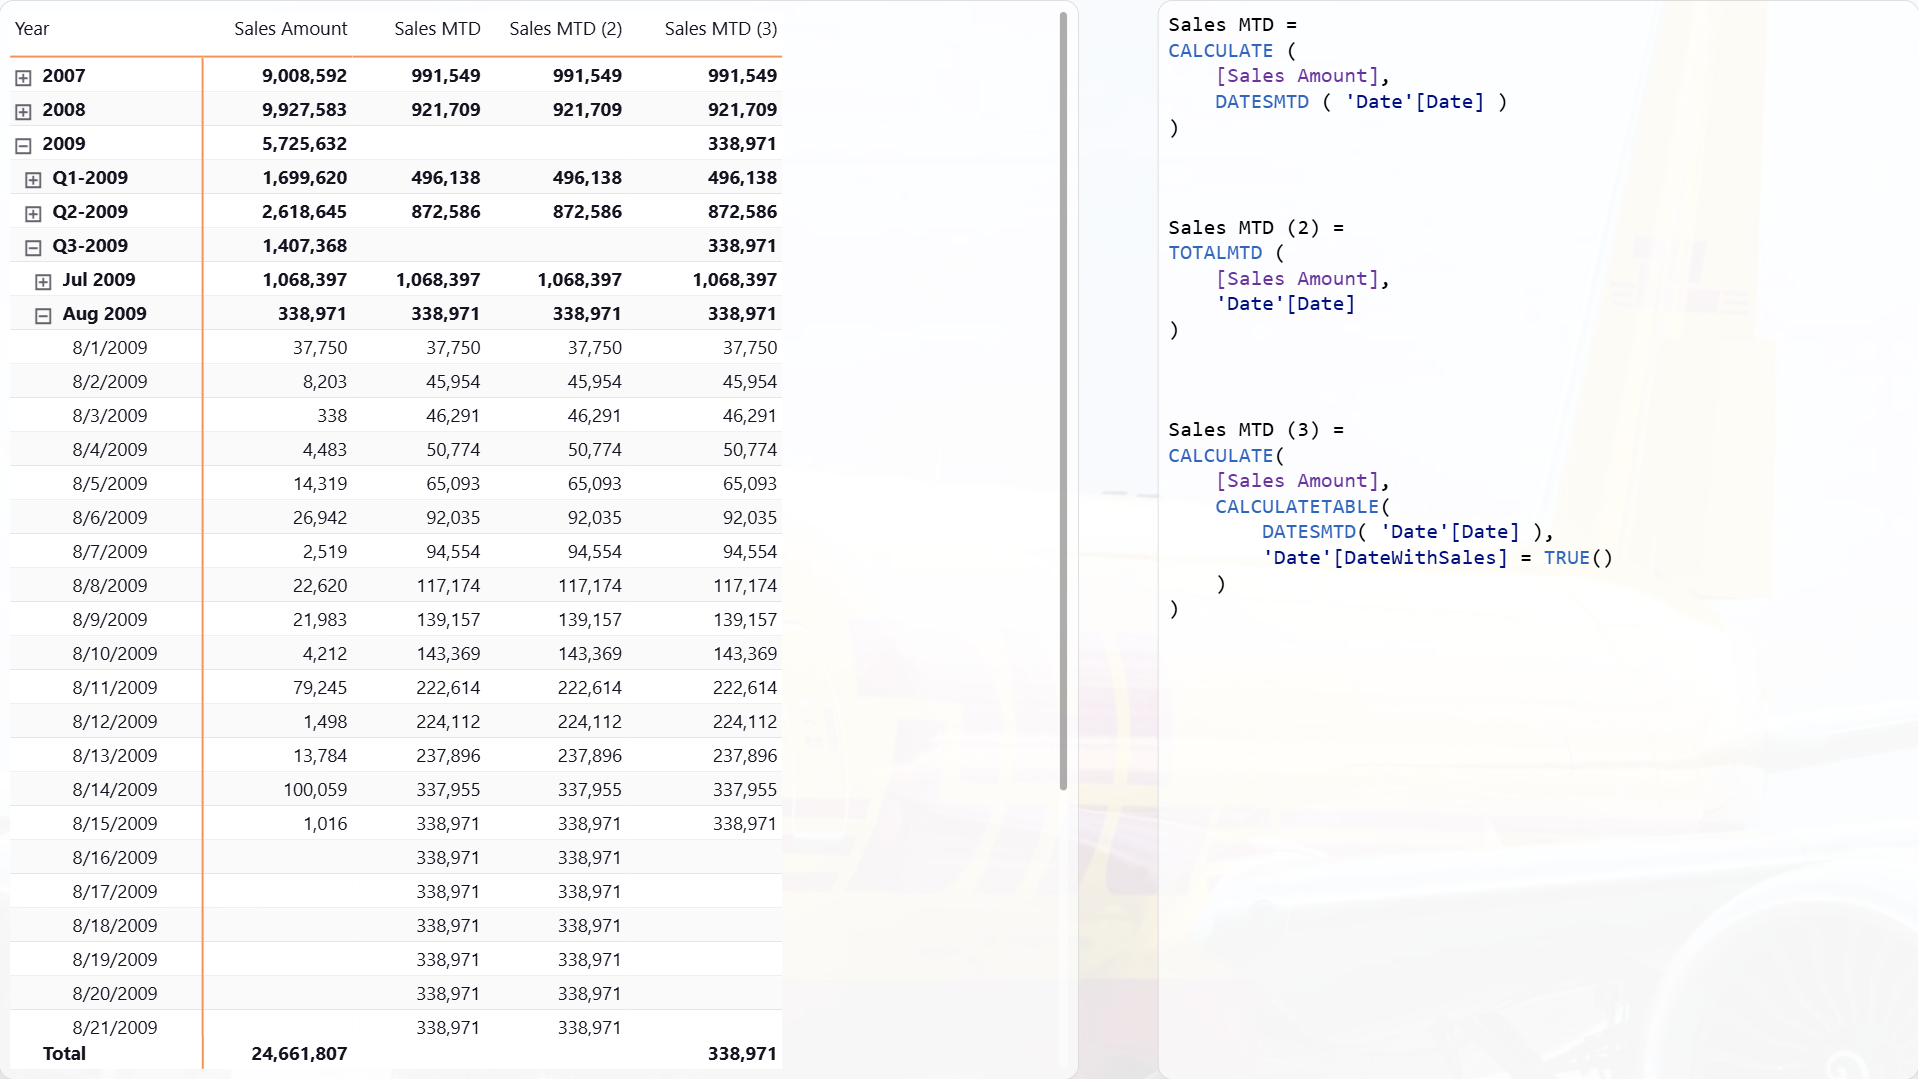 Year Sales Amount Sales MTD Sales MTD (2) Sales MTD (3)
2007 9,008,592 991,549 991,549 991,549
2008 9,927,583 921,709 921,709 921,709
2009 5,725,632 338,971
Q1-2009 1,699,620 496,138 496,138 496,138
Q2-2009 2,618,645 872,586 872,586 872,586
Q3-2009 1,407,368 338,971
Jul 2009 1,068,397 1,068,397 1,068,397 1,068,397
Aug 2009 338,971 338,971 338,971 338,971
8/1/2009 37,750 37,750 37,750 37,750
8/2/2009 8,203 45,954 45,954 45,954
8/3/2009 338 46,291 46,291 46,291
8/4/2009 4,483 50,774 50,774 50,774
8/5/2009 14,319 65,093 65,093 65,093
8/6/2009 26,942 92,035 92,035 92,035
8/7/2009 2,519 94,554 94,554 94,554
8/8/2009 22,620 117,174 117,174 117,174
8/9/2009 21,983 139,157 139,157 139,157
8/10/2009 4,212 143,369 143,369 143,369
8/11/2009 79,245 222,614 222,614 222,614
8/12/2009 1,498 224,112 224,112 224,112
8/13/2009 13,784 237,896 237,896 237,896
8/14/2009 100,059 337,955 337,955 337,955
8/15/2009 1,016 338,971 338,971 338,971
8/16/2009 338,971 338,971
8/17/2009 338,971 338,971
8/18/2009 338,971 338,971
8/19/2009 338,971 338,971
8/20/2009 338,971 338,971
8/21/2009 338,971 338,971
Total 24,661,807 338,971
Sales MTD =
CALCULATE (
[Sales Amount],
DATESMTD ( 'Date'[Date] )
)
Sales MTD (2) =
TOTALMTD (
[Sales Amount],
'Date'[Date]
)
Sales MTD (3) =
CALCULATE(
[Sales Amount],
CALCULATETABLE(
DATESMTD( 'Date'[Date] ),
'Date'[DateWithSales] = TRUE()
)
)